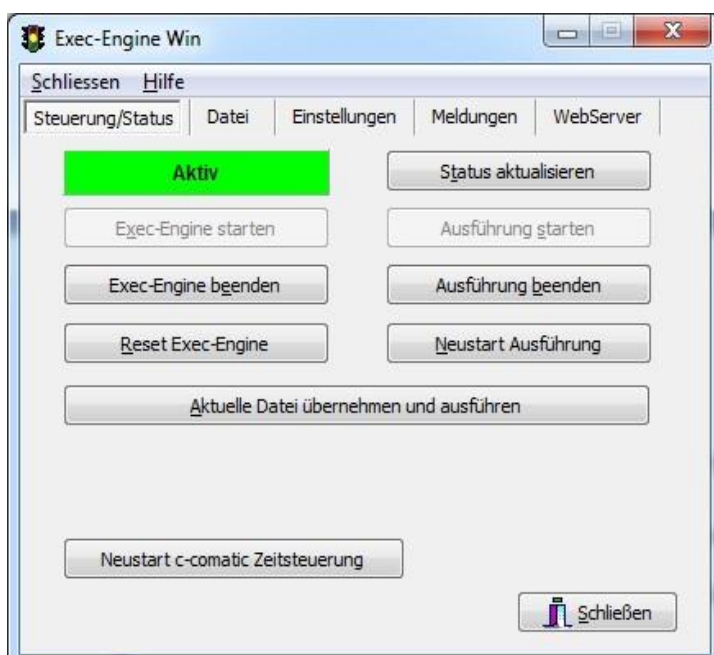 Exec-Engine Win
Schliessen Hilfe
Steuerung/Status Datei Einstellungen Meldungen WebServer
Aktiv Status aktualisieren
Exec-Engine starten Ausführung starten
Exec-Engine beenden Ausführung beenden
Reset Exec-Engine Neustart Ausführung
Aktuelle Datei übernehmen und ausführen
Neustart c-comatic Zeitsteuerung
Schließen